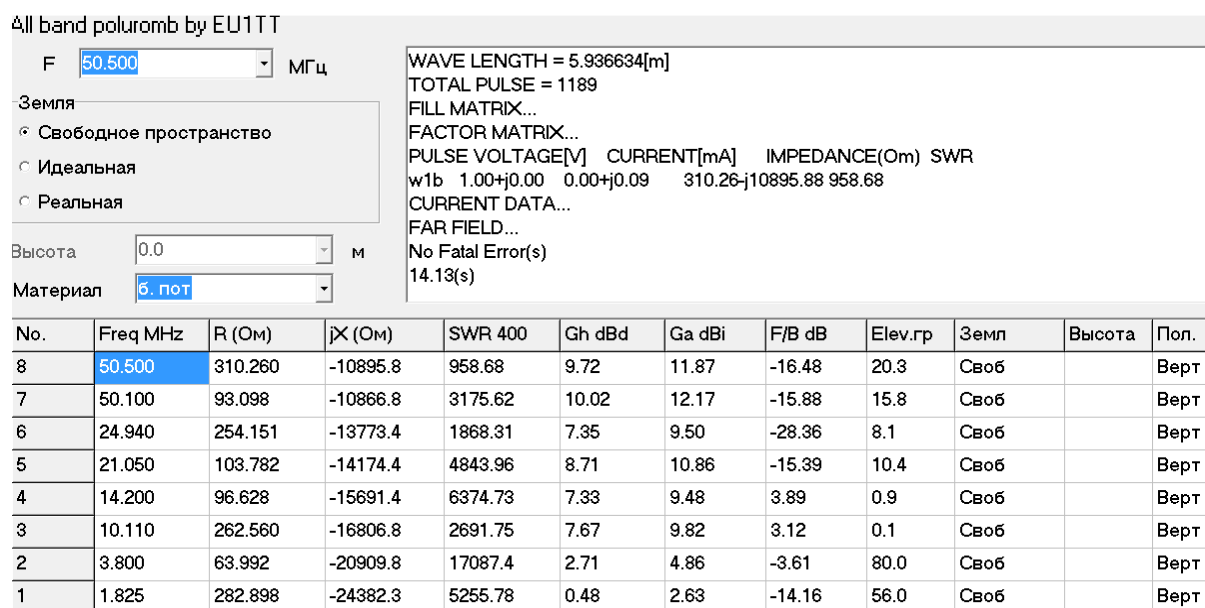 All band poluromb by EU1TT
F 50.500 МГц
Земля
Свободное пространство
Идеальная
Реальная
Высота 0.0 м
Материал б. пот
WAVE LENGTH = 5.936634[m]
TOTAL PULSE = 1189
FILL MATRIX...
FACTOR MATRIX...
PULSE VOLTAGE[V] CURRENT[mA] IMPEDANCE(Om) SWR
w1b 1.00+j0.00 0.00+j0.09 310.26-j10895.88 958.68
CURRENT DATA...
FAR FIELD...
No Fatal Error(s)
14.13(s)
No. Freq MHz R (Ом) jX (Ом) SWR 400 Gh dBd Ga dBi F/B dB Elev.гр Земл Высота Пол.
8 50.500 310.260 -10895.8 958.68 9.72 11.87 -16.48 20.3 Своб Верт
7 50.100 93.098 -10866.8 3175.62 10.02 12.17 -15.88 15.8 Своб Верт
6 24.940 254.151 -13773.4 1868.31 7.35 9.50 -28.36 8.1 Своб Верт
5 21.050 103.782 -14174.4 4843.96 8.71 10.86 -15.39 10.4 Своб Верт
4 14.200 96.628 -15691.4 6374.73 7.33 9.48 3.89 0.9 Своб Верт
3 10.110 262.560 -16806.8 2691.75 7.67 9.82 3.12 0.1 Своб Верт
2 3.800 63.992 -20909.8 17087.4 2.71 4.86 -3.61 80.0 Своб Верт
1 1.825 282.898 -24382.3 5255.78 0.48 2.63 -14.16 56.0 Своб Верт